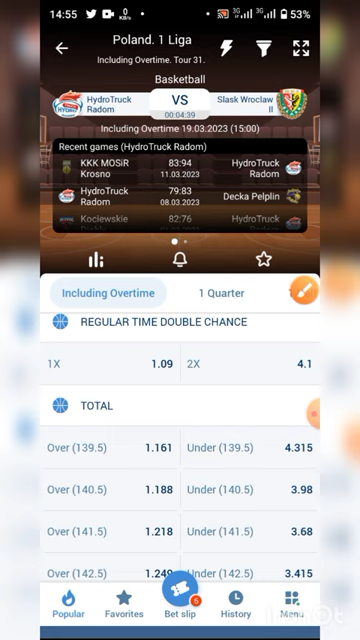 14:55
0
KB/s
3G
3G
53%
Poland. 1 Liga
Including Overtime. Tour 31.
Basketball
HydroTruck
Radom
VS
00:04:39
Slask Wroclaw
II
Including Overtime 19.03.2023 (15:00)
Recent games (HydroTruck Radom)
KKK MOSiR
Krosno
83:94
11.03.2023
HydroTruck
Radom
HydroTruck
Radom
79:83
08.03.2023
Decka Pelplin
Kociewskie
82:76
HydroTruck
Including Overtime
1 Quarter
REGULAR TIME DOUBLE CHANCE
1X 1.09
2X 4.1
TOTAL
Over (139.5) 1.161
Under (139.5) 4.315
Over (140.5) 1.188
Under (140.5) 3.98
Over (141.5) 1.218
Under (141.5) 3.68
Over (142.5) 1.249
Under (142.5) 3.415
6
Popular
Favorites
Bet slip
History
Menu